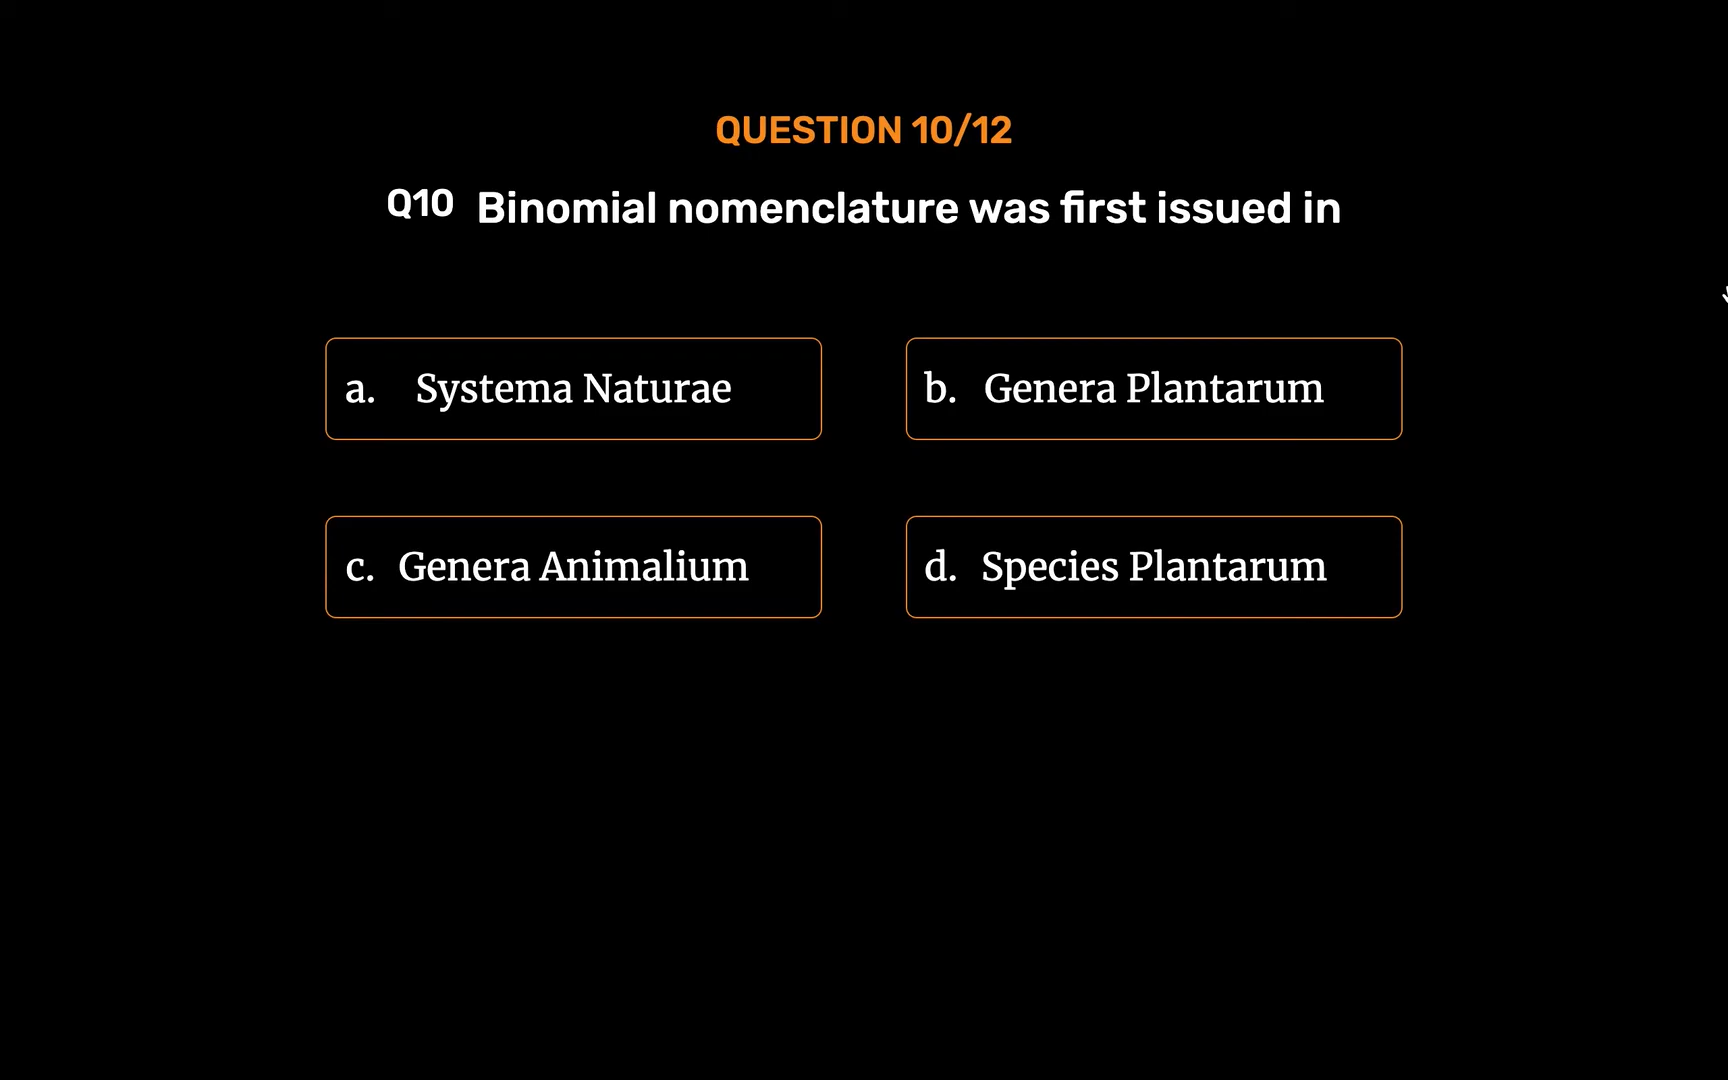 QUESTION 10/12
Q10 Binomial nomenclature was first issued in
a. Systema Naturae
b. Genera Plantarum
c. Genera Animalium
d. Species Plantarum